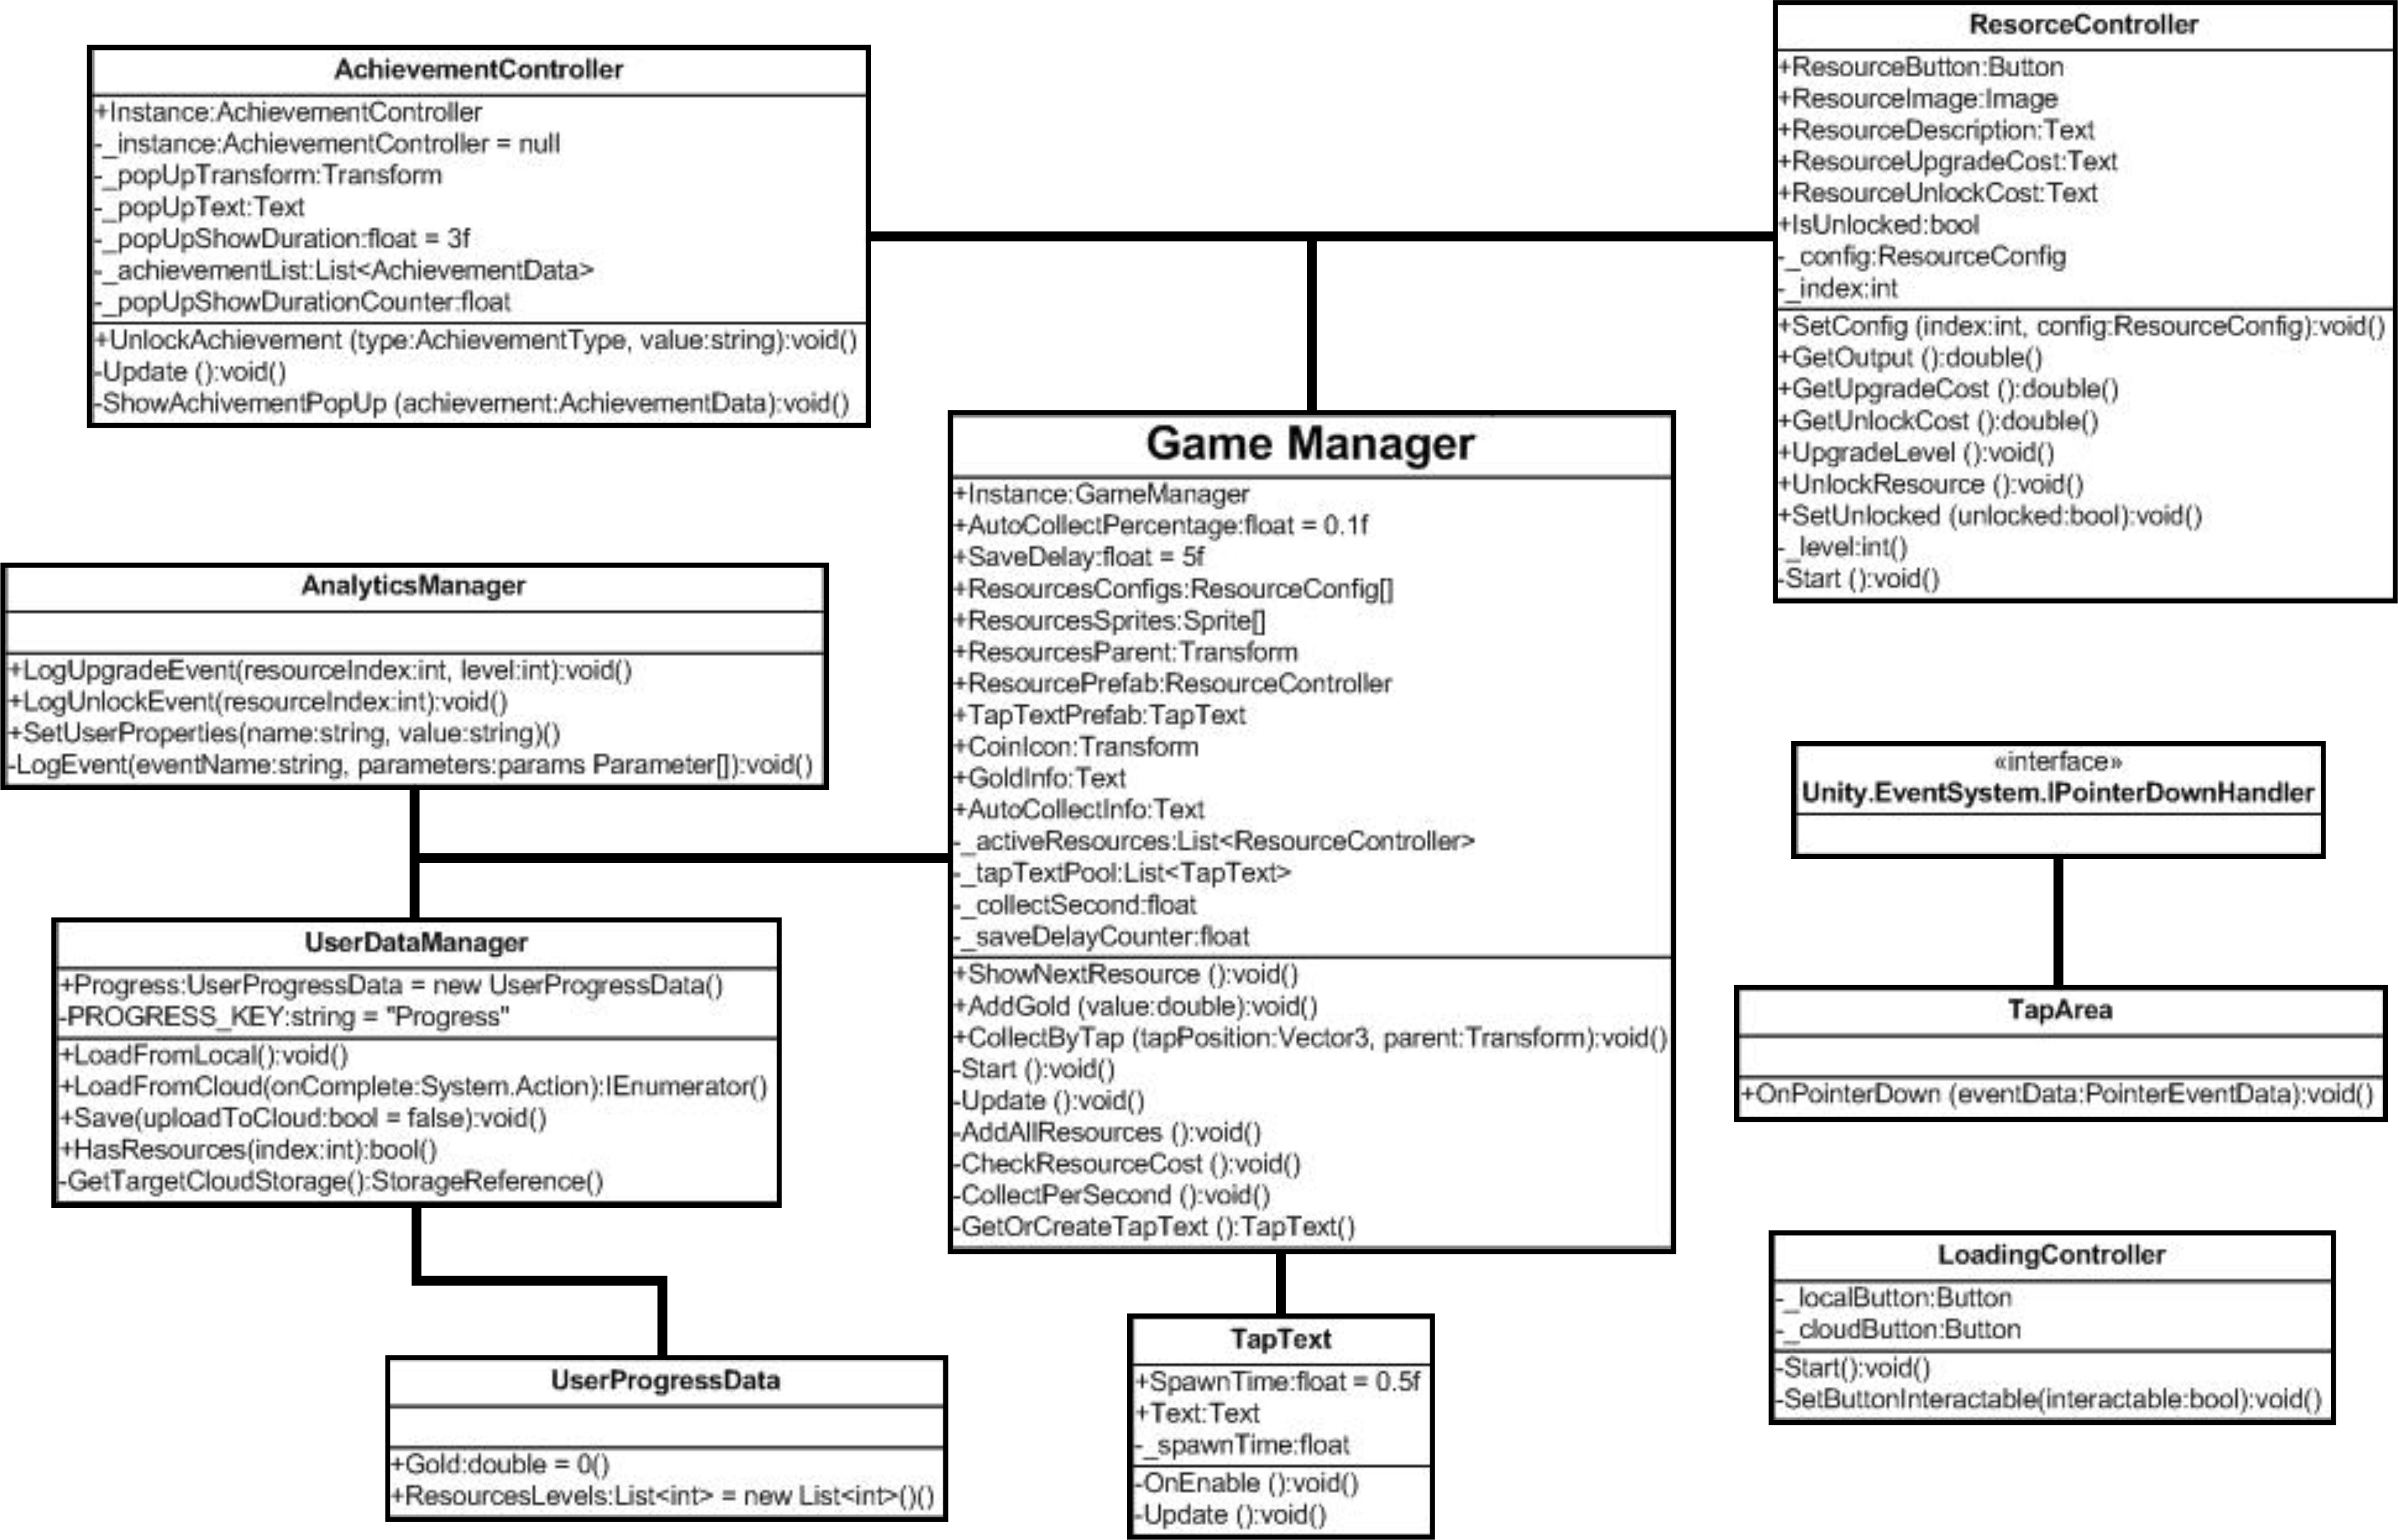 AchievementController
+Instance:AchievementController
-_instance:AchievementController = null
-_popUpTransform:Transform
-_popUpText:Text
-_popUpShowDuration:float = 3f
-_achievementList:List<AchievementData>
-_popUpShowDurationCounter:float
+UnlockAchievement (type:AchievementType, value:string):void()
-Update ():void()
-ShowAchivementPopUp (achievement:AchievementData):void()
ResorceController
+ResourceButton:Button
+ResourceImage:Image
+ResourceDescription:Text
+ResourceUpgradeCost:Text
+ResourceUnlockCost:Text
+IsUnlocked:bool
-_config:ResourceConfig
-_index:int
+SetConfig (index:int, config:ResourceConfig):void()
+GetOutput ():double()
+GetUpgradeCost ():double()
+GetUnlockCost ():double()
+UpgradeLevel ():void()
+UnlockResource ():void()
+SetUnlocked (unlocked:bool):void()
-_level:int()
-Start ():void()
Game Manager
+Instance:GameManager
+AutoCollectPercentage:float = 0.1f
+SaveDelay:float = 5f
+ResourcesConfigs:ResourceConfig[]
+ResourcesSprites:Sprite[]
+ResourcesParent:Transform
+ResourcePrefab:ResourceController
+TapTextPrefab:TapText
+CoinIcon:Transform
+GoldInfo:Text
+AutoCollectInfo:Text
-_activeResources:List<ResourceController>
-_tapTextPool:List<TapText>
-_collectSecond:float
-_saveDelayCounter:float
+ShowNextResource ():void()
+AddGold (value:double):void()
+CollectByTap (tapPosition:Vector3, parent:Transform):void()
-Start ():void()
-Update ():void()
-AddAllResources ():void()
-CheckResourceCost ():void()
-CollectPerSecond ():void()
-GetOrCreateTapText ():TapText()
AnalyticsManager
+LogUpgradeEvent(resourceIndex:int, level:int):void()
+LogUnlockEvent(resourceIndex:int):void()
+SetUserProperties(name:string, value:string)()
-LogEvent(eventName:string, parameters:params Parameter[]):void()
UserDataManager
+Progress:UserProgressData = new UserProgressData()
-PROGRESS_KEY:string = "Progress"
+LoadFromLocal():void()
+LoadFromCloud(onComplete:System.Action):IEnumerator()
+Save(uploadToCloud:bool = false):void()
+HasResources(index:int):bool()
-GetTargetCloudStorage():StorageReference()
UserProgressData
+Gold:double = 0()
+ResourcesLevels:List<int> = new List<int>()()
TapText
+SpawnTime:float = 0.5f
+Text:Text
-_spawnTime:float
-OnEnable ():void()
-Update ():void()
«interface»
Unity.EventSystem.IPointerDownHandler
TapArea
+OnPointerDown (eventData:PointerEventData):void()
LoadingController
-_localButton:Button
-_cloudButton:Button
-Start():void()
-SetButtonInteractable(interactable:bool):void()